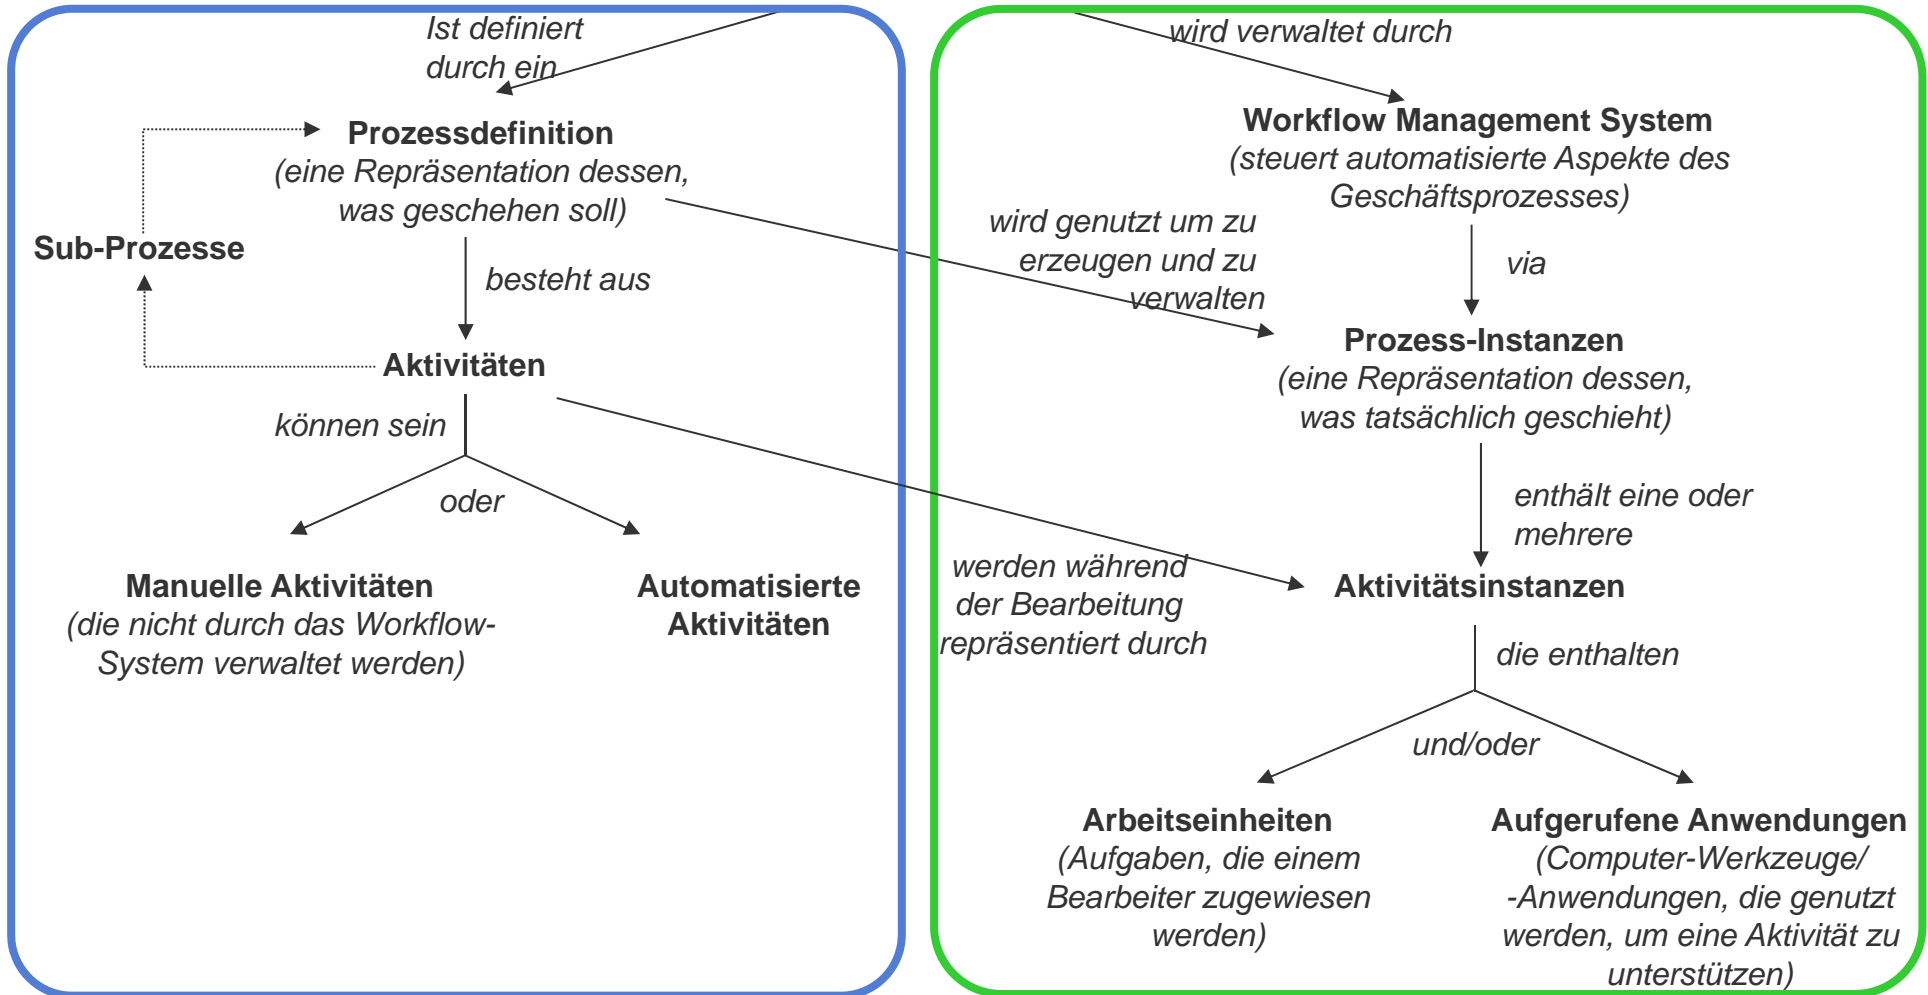 Ist definiert
durch ein
Prozessdefinition
(eine Repräsentation dessen,
was geschehen soll)
Sub-Prozesse
besteht aus
Aktivitäten
können sein
oder
Manuelle Aktivitäten
(die nicht durch das Workflow-
System verwaltet werden)
Automatisierte
Aktivitäten
wird verwaltet durch
Workflow Management System
(steuert automatisierte Aspekte des
Geschäftsprozesses)
wird genutzt um zu
erzeugen und zu
verwalten
via
Prozess-Instanzen
(eine Repräsentation dessen,
was tatsächlich geschieht)
enthält eine oder
mehrere
werden während
der Bearbeitung
repräsentiert durch
Aktivitätsinstanzen
die enthalten
und/oder
Arbeitseinheiten
(Aufgaben, die einem
Bearbeiter zugewiesen
werden)
Aufgerufene Anwendungen
(Computer-Werkzeuge/
-Anwendungen, die genutzt
werden, um eine Aktivität zu
unterstützen)